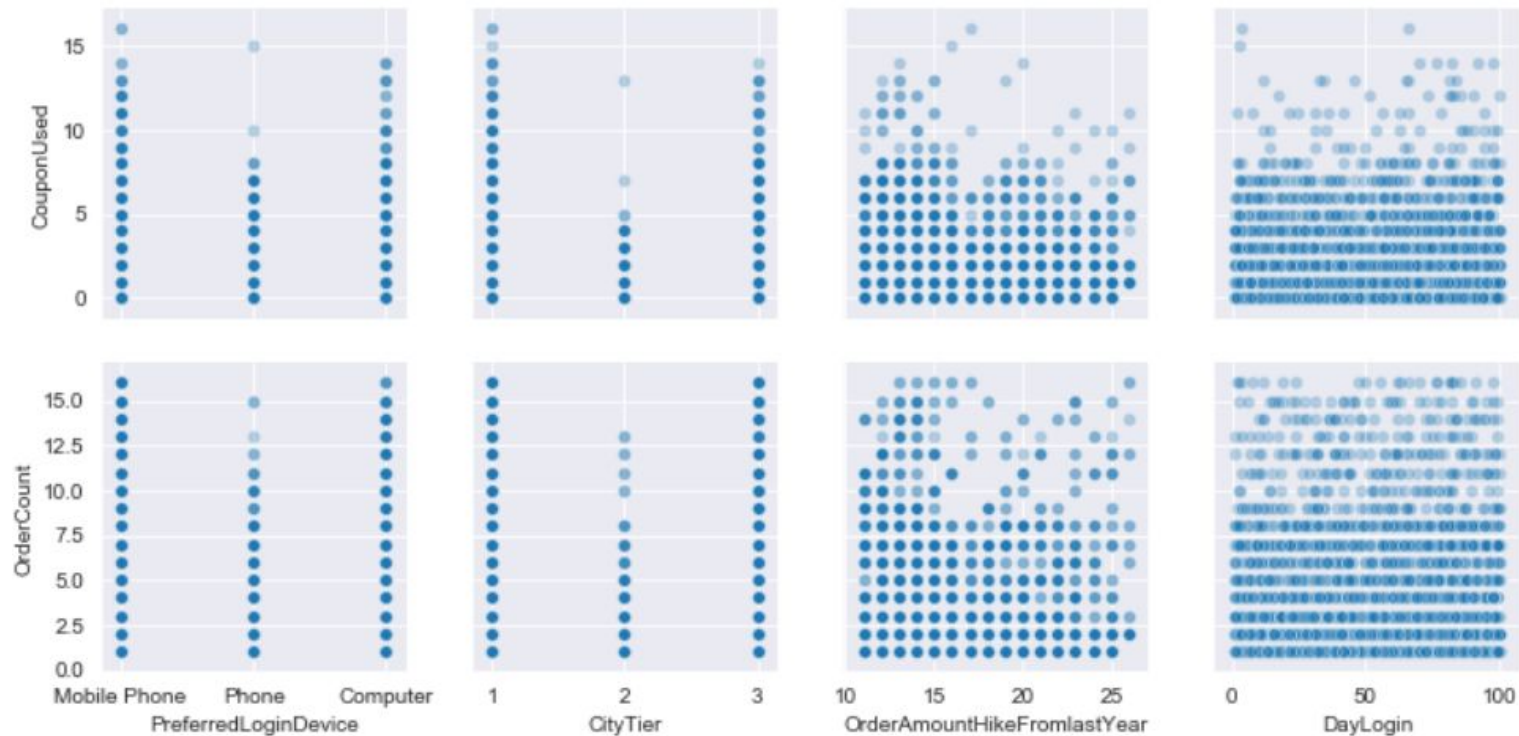 15
10
5
0
CouponUsed
15.0
12.5
10.0
7.5
5.0
2.5
0.0
OrderCount
Mobile Phone Phone Computer
PreferredLoginDevice
1 2 3
CityTier
10 15 20 25
OrderAmountHikeFromlastYear
0 50 100
DayLogin